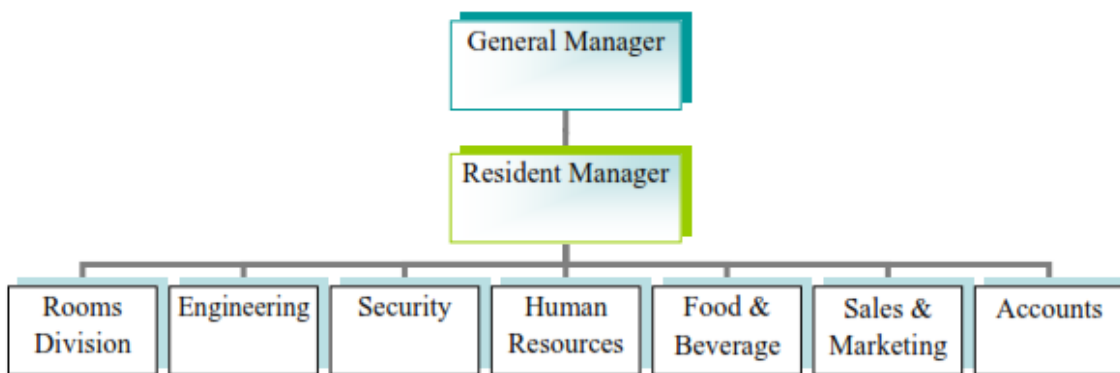 General Manager
Resident Manager
Rooms
Division
Engineering
Security
Human
Resources
Food &
Beverage
Sales &
Marketing
Accounts